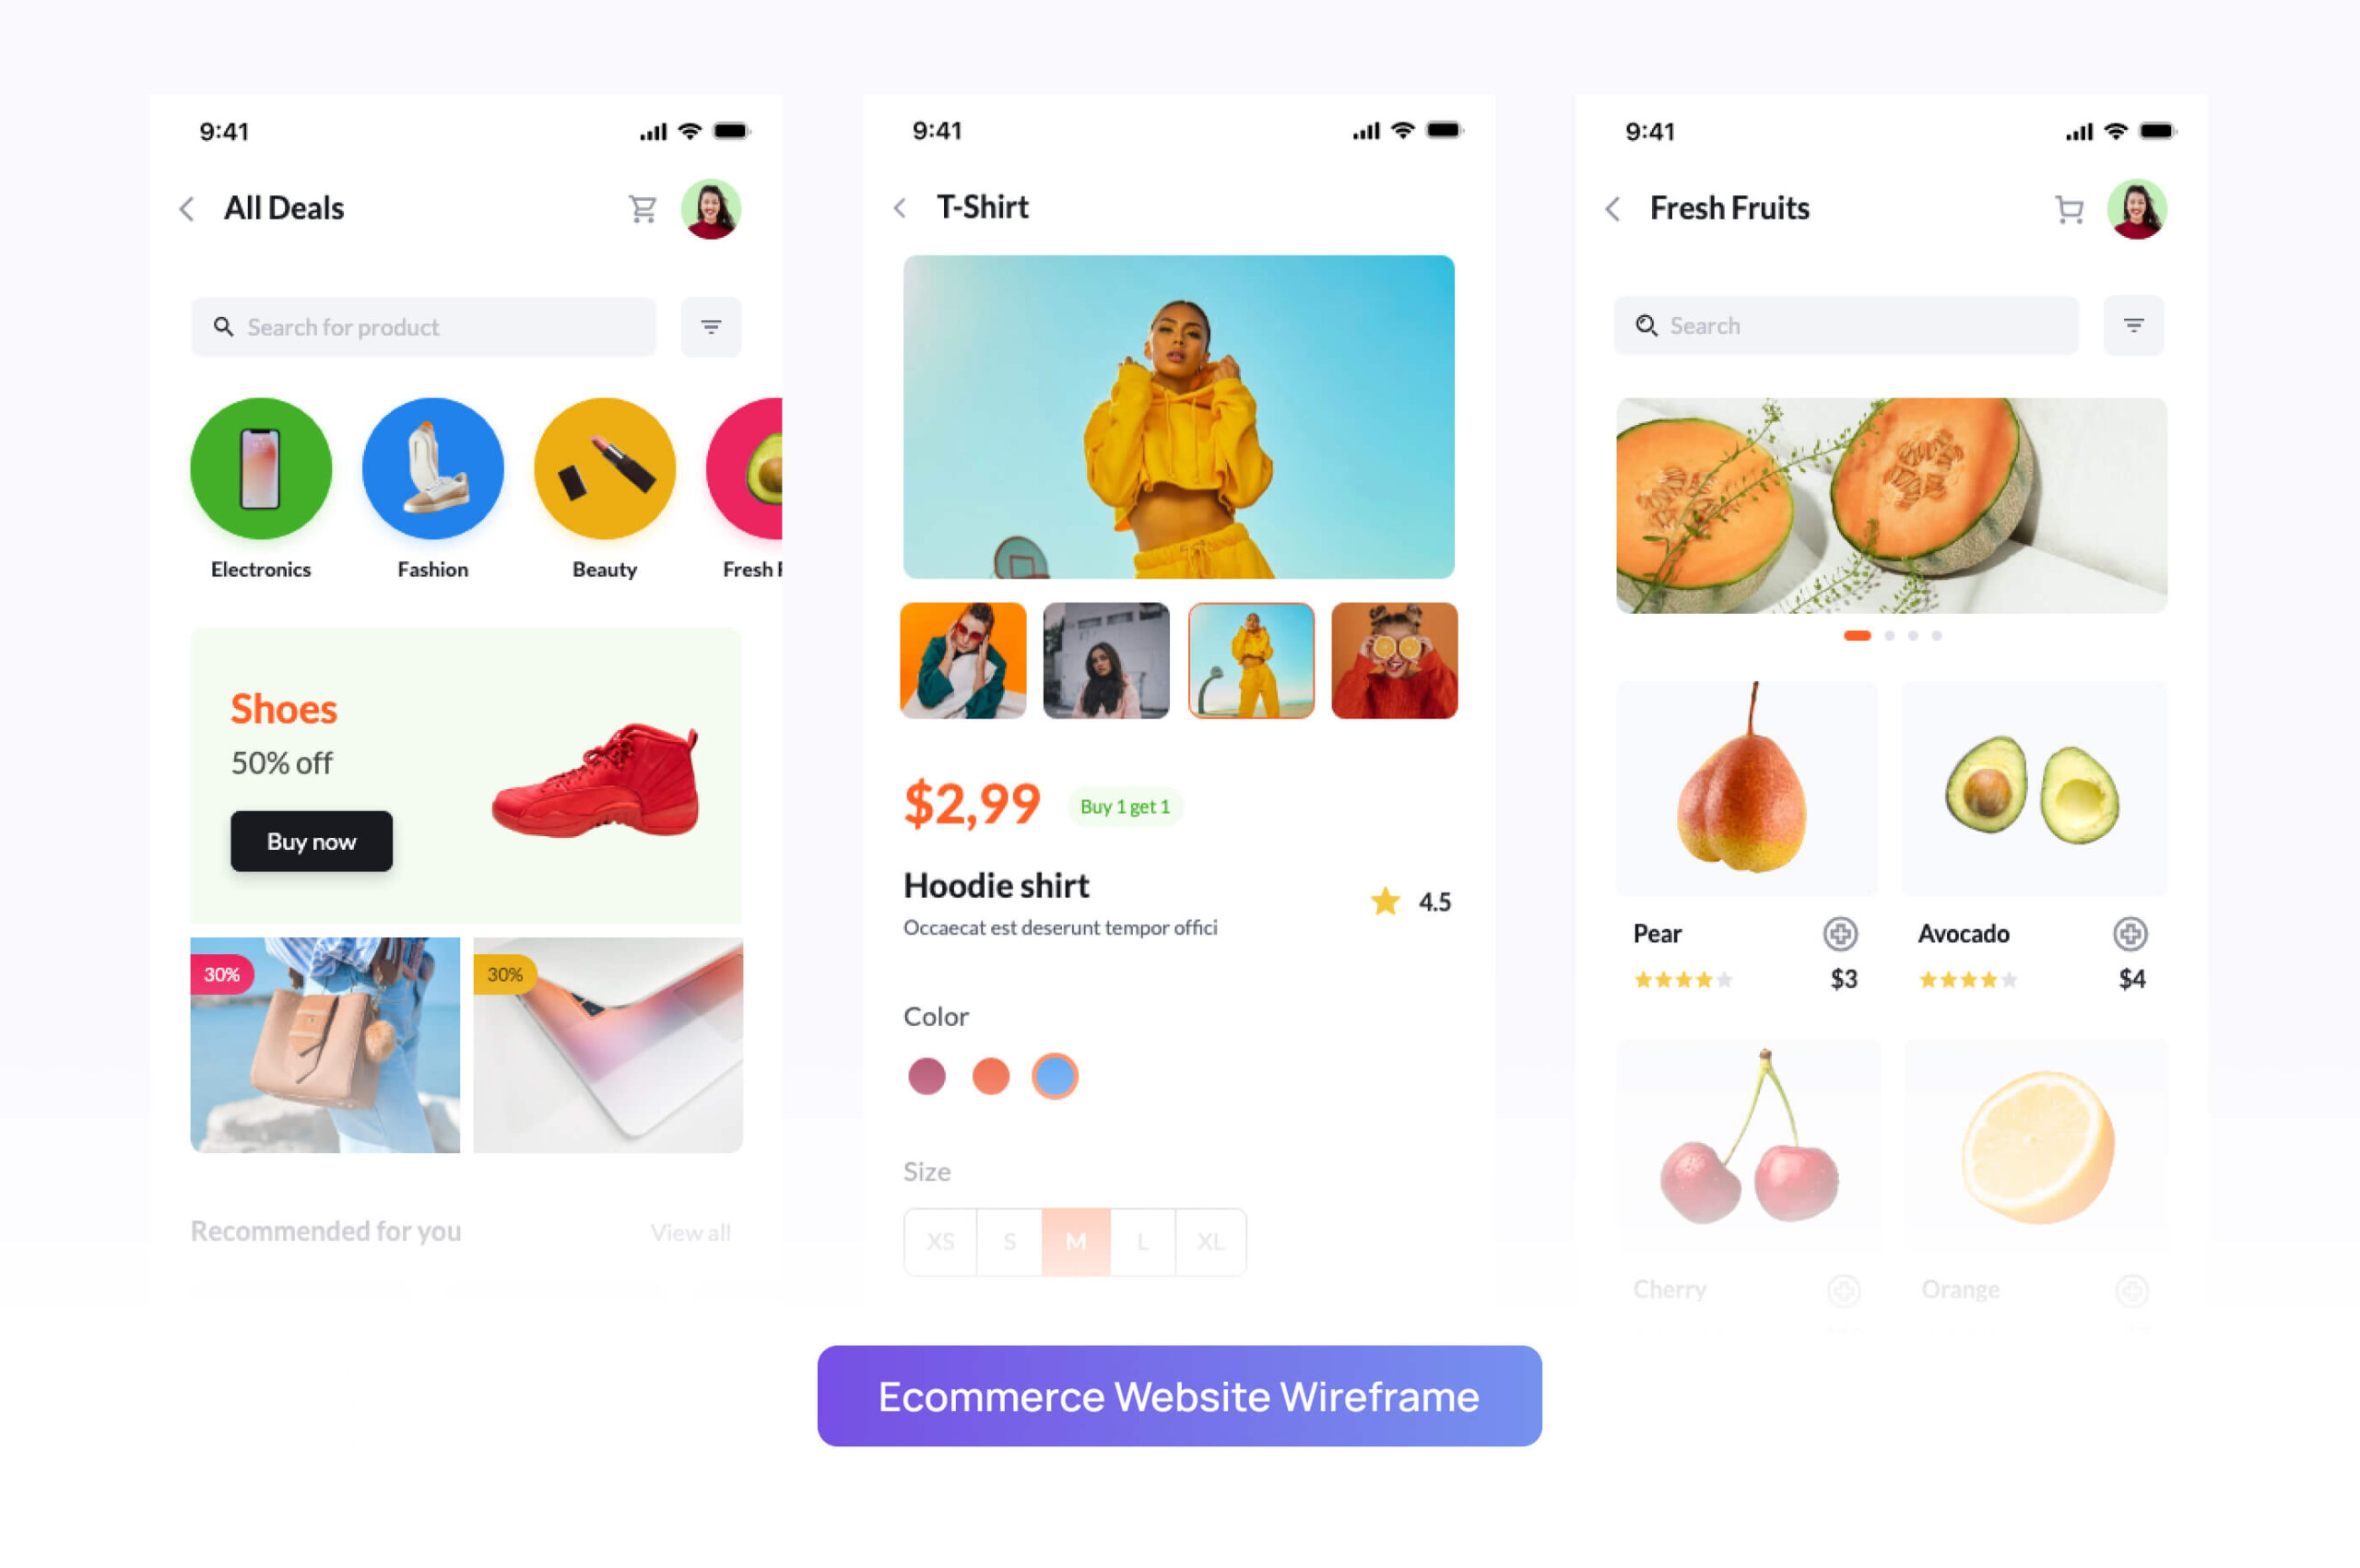 9:41
All Deals
Search for product
Electronics
Fashion
Beauty
Fresh F
Shoes
50% off
Buy now
30%
30%
Recommended for you
View all
9:41
T-Shirt
$2,99
Buy 1 get 1
Hoodie shirt
Occaecat est deserunt tempor offici
4.5
Color
Size
XS
S
M
L
XL
9:41
Fresh Fruits
Search
Pear
$3
Avocado
$4
Cherry
Orange
Ecommerce Website Wireframe